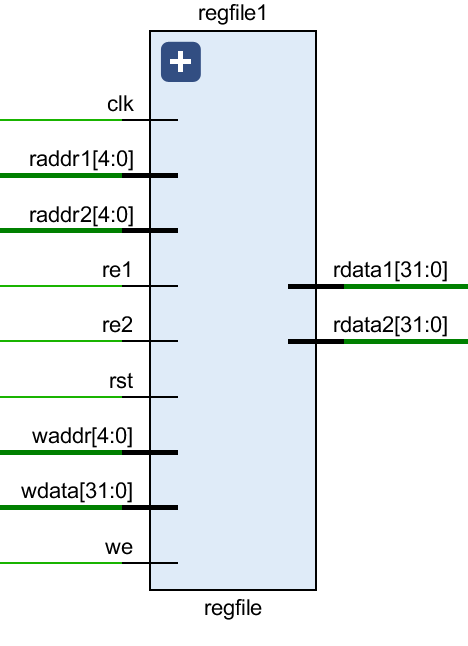 regfile1
clk
raddr1[4:0]
raddr2[4:0]
re1
rdata1[31:0]
re2
rdata2[31:0]
rst
waddr[4:0]
wdata[31:0]
we
regfile